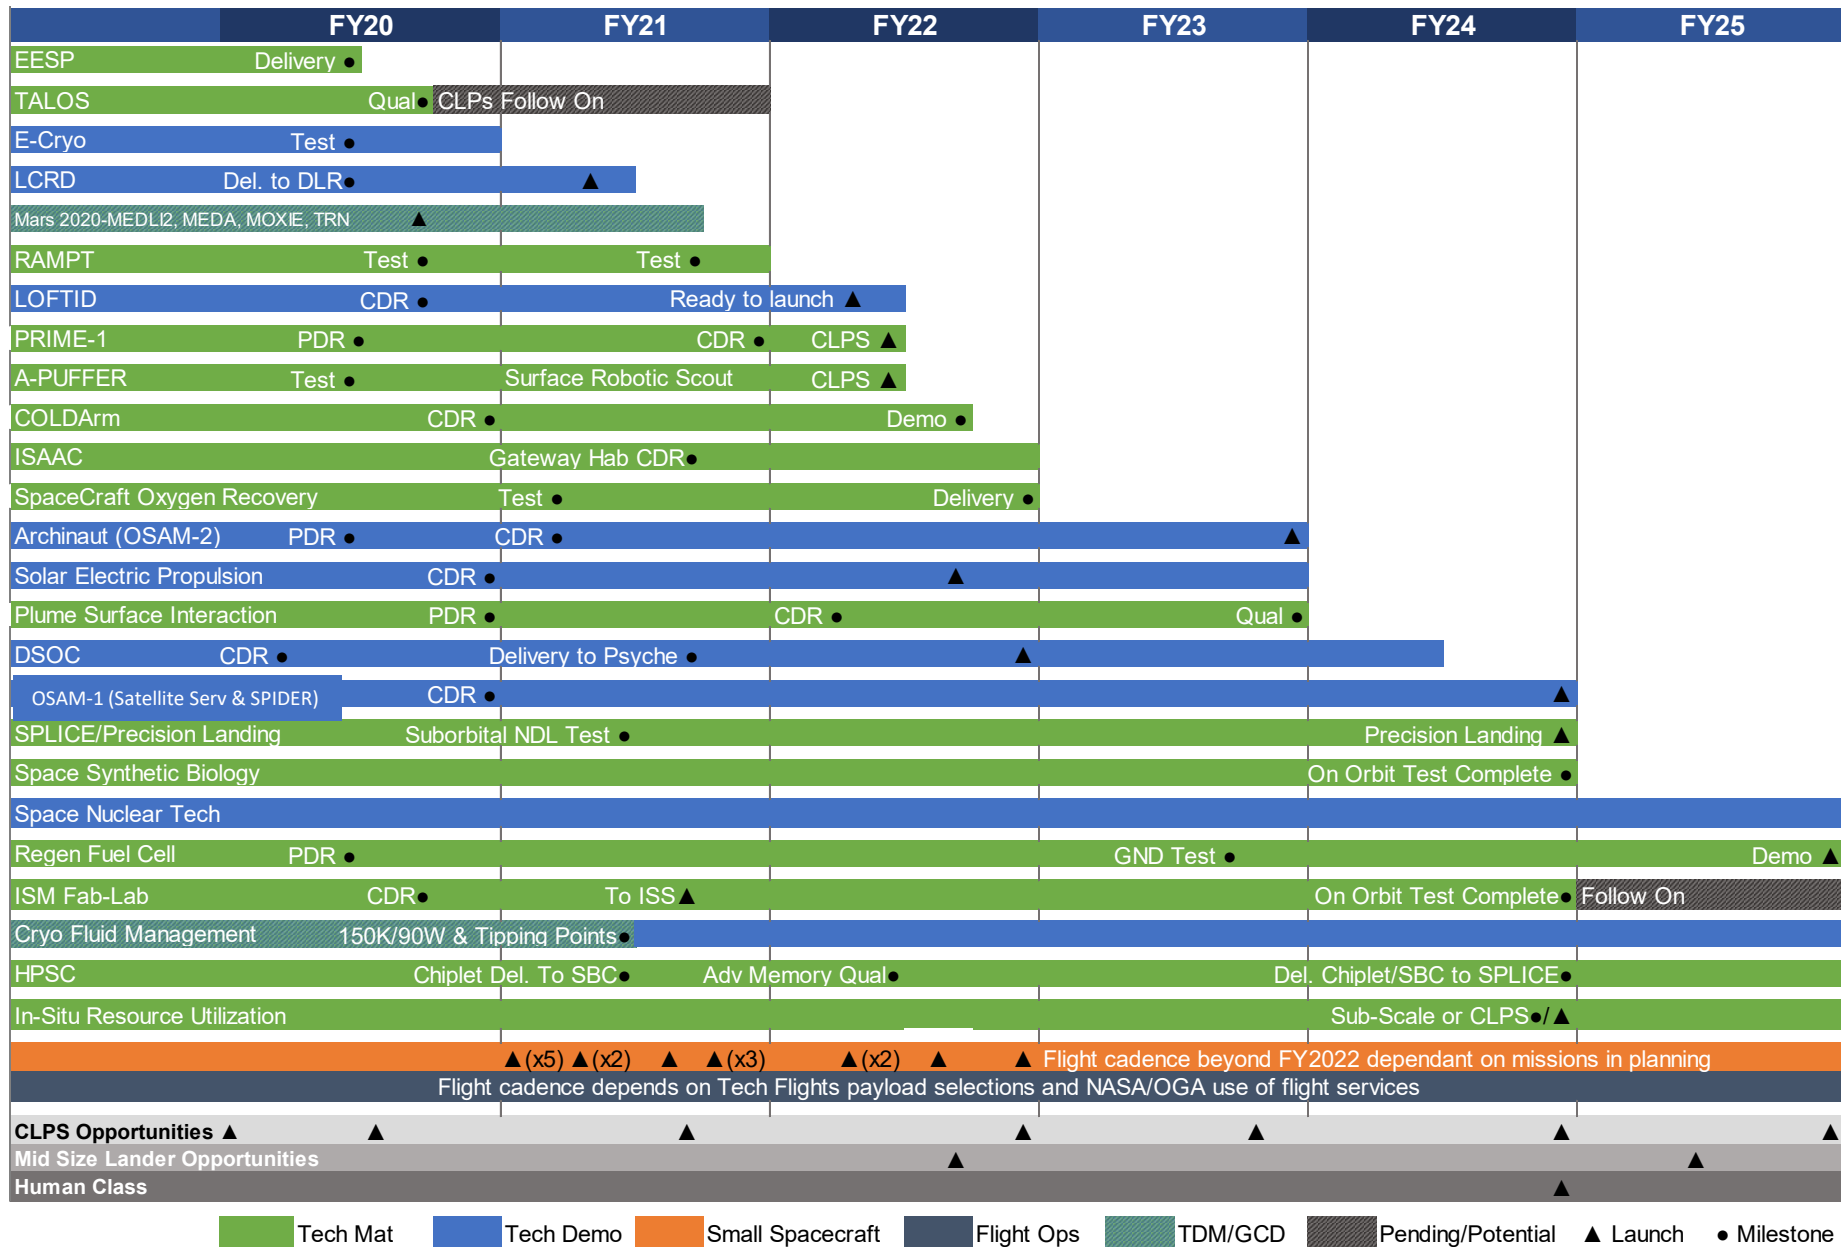 FY20 FY21 FY22 FY23 FY24 FY25
EESP Delivery ●
TALOS Qual ● CLPs Follow On
E-Cryo Test ●
LCRD Del. to DLR ● ▲
Mars 2020-MEDLI2, MEDA, MOXIE, TRN ▲
RAMPT Test ● Test ●
LOFTID CDR ● Ready to launch ▲
PRIME-1 PDR ● CDR ● CLPS ▲
A-PUFFER Test ● Surface Robotic Scout CLPS ▲
COLDArm CDR ● Demo ●
ISAAC Gateway Hab CDR ●
SpaceCraft Oxygen Recovery Test ● Delivery ●
Archinaut (OSAM-2) PDR ● CDR ● ▲
Solar Electric Propulsion CDR ● ▲
Plume Surface Interaction PDR ● CDR ● Qual ●
DSOC CDR ● Delivery to Psyche ● ▲
OSAM-1 (Satellite Serv & SPIDER) CDR ● ▲
SPLICE/Precision Landing Suborbital NDL Test ● Precision Landing ▲
Space Synthetic Biology On Orbit Test Complete ●
Space Nuclear Tech
Regen Fuel Cell PDR ● GND Test ● Demo ▲
ISM Fab-Lab CDR ● To ISS ▲ On Orbit Test Complete ● Follow On
Cryo Fluid Management 150K/90W & Tipping Points ●
HPSC Chiplet Del. To SBC ● Adv Memory Qual ● Del. Chiplet/SBC to SPLICE ●
In-Situ Resource Utilization Sub-Scale or CLPS ●/▲
▲(x5) ▲(x2) ▲ ▲(x3) ▲(x2) ▲ ▲ Flight cadence beyond FY2022 dependant on missions in planning
Flight cadence depends on Tech Flights payload selections and NASA/OGA use of flight services
CLPS Opportunities ▲ ▲ ▲ ▲ ▲ ▲ ▲
Mid Size Lander Opportunities ▲ ▲
Human Class ▲
Tech Mat Tech Demo Small Spacecraft Flight Ops TDM/GCD Pending/Potential ▲ Launch ● Milestone